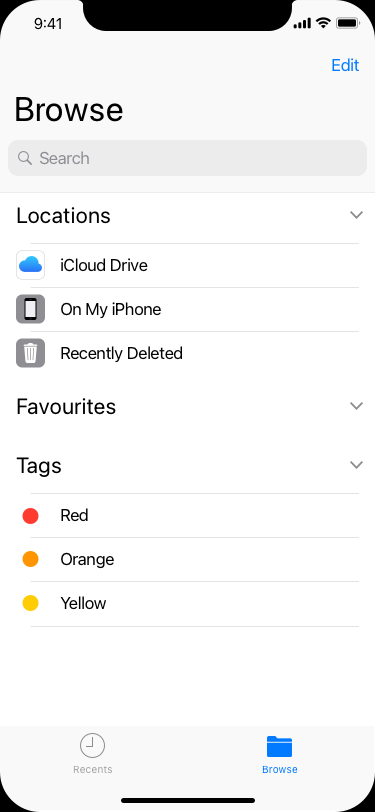 9:41
Edit
Browse
Search
Locations
iCloud Drive
On My iPhone
Recently Deleted
Favourites
Tags
Red
Orange
Yellow
Recents
Browse